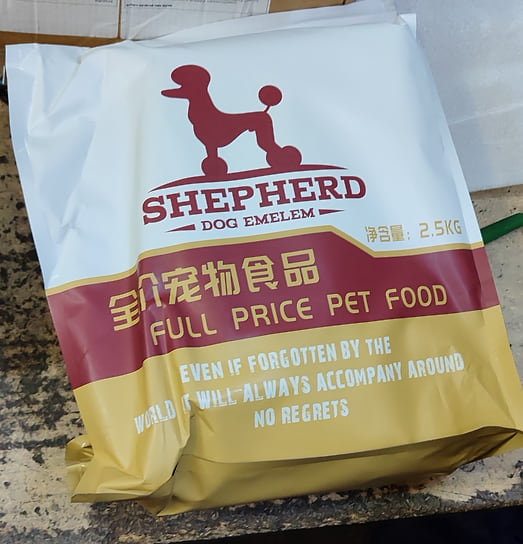 SHEPHERD
DOG EMELEM
净含量: 2.5KG
全价宠物食品
FULL PRICE PET FOOD
EVEN IF FORGOTTEN BY THE
WORLD IT WILL ALWAYS ACCOMPANY AROUND
NO REGRETS